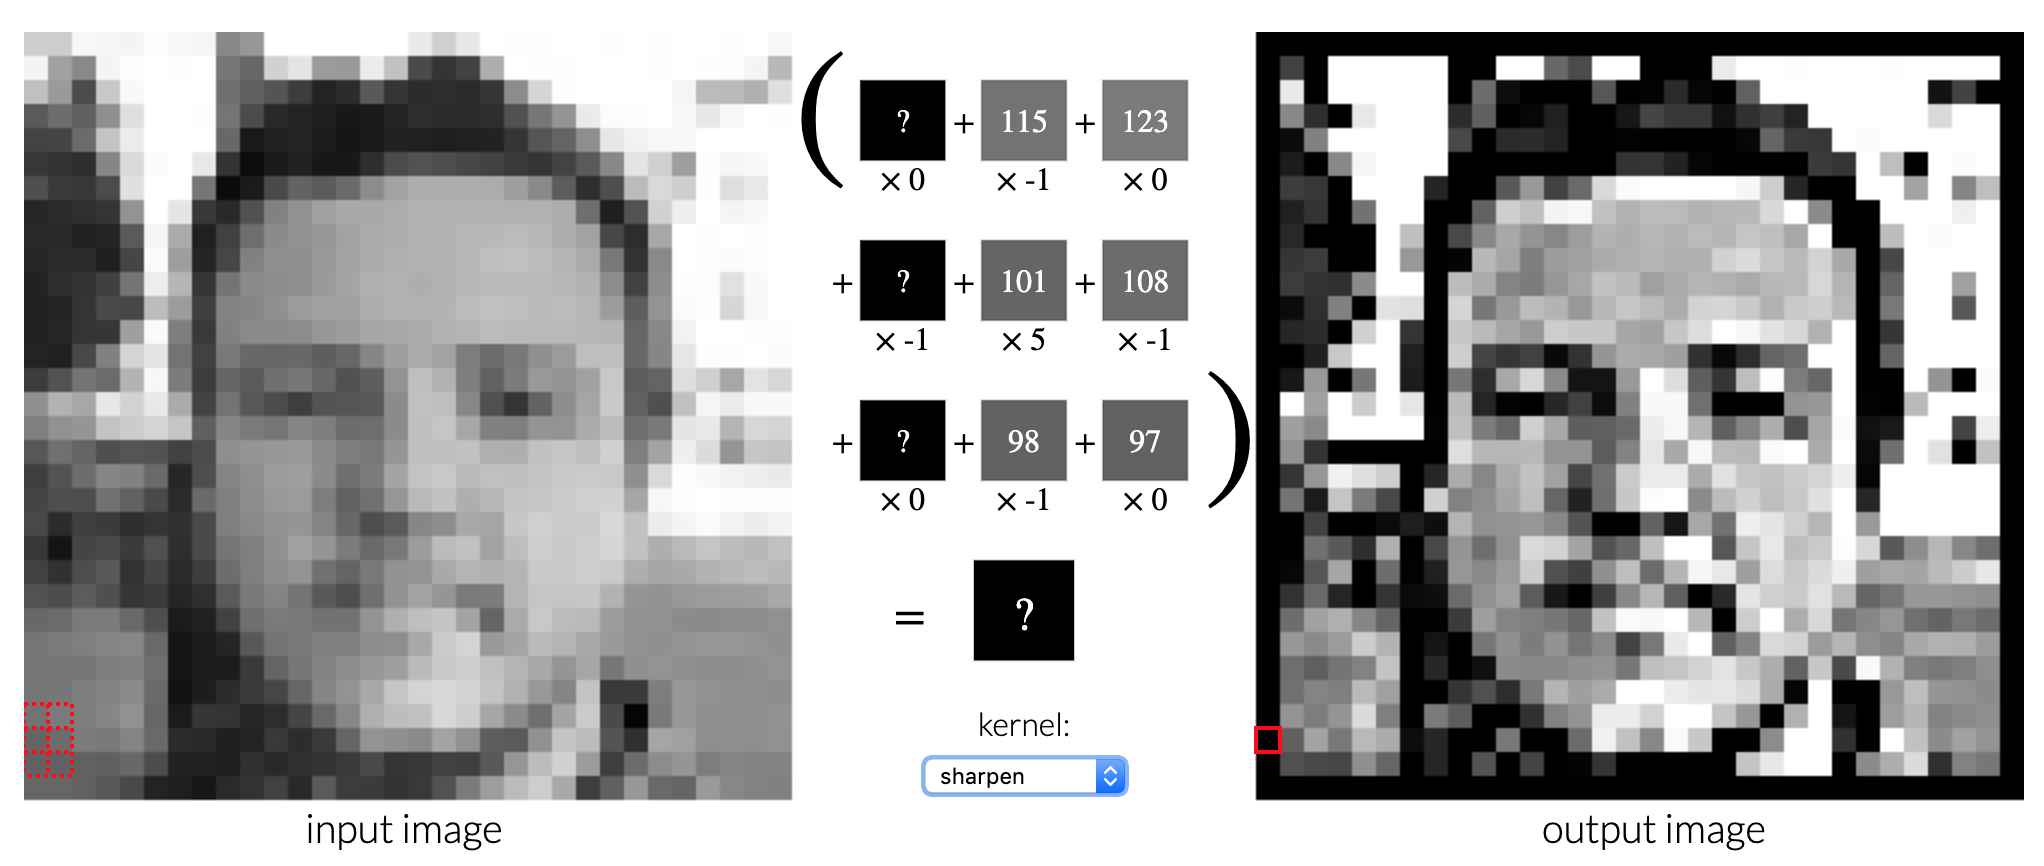 ( ? + 115 + 123
× 0 × -1 × 0
+ ? + 101 + 108
× -1 × 5 × -1
+ ? + 98 + 97 )
× 0 × -1 × 0
= ?
kernel:
sharpen
input image
output image